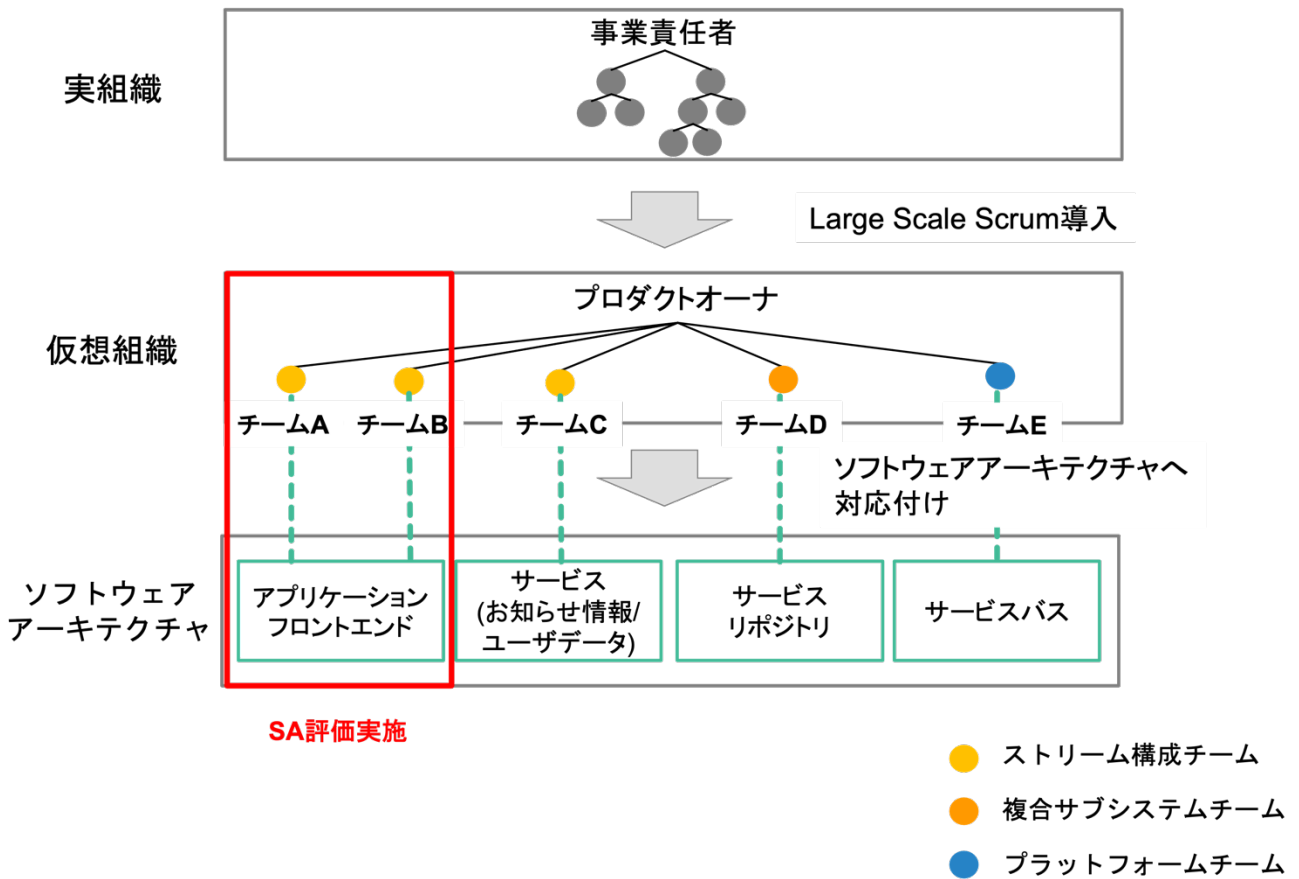 実組織
事業責任者
Large Scale Scrum導入
仮想組織
プロダクトオーナ
チームA
チームB
チームC
チームD
チームE
ソフトウェアアーキテクチャへ
対応付け
ソフトウェア
アーキテクチャ
アプリケーション
フロントエンド
サービス
(お知らせ情報/
ユーザデータ)
サービス
リポジトリ
サービスバス
SA評価実施
ストリーム構成チーム
複合サブシステムチーム
プラットフォームチーム